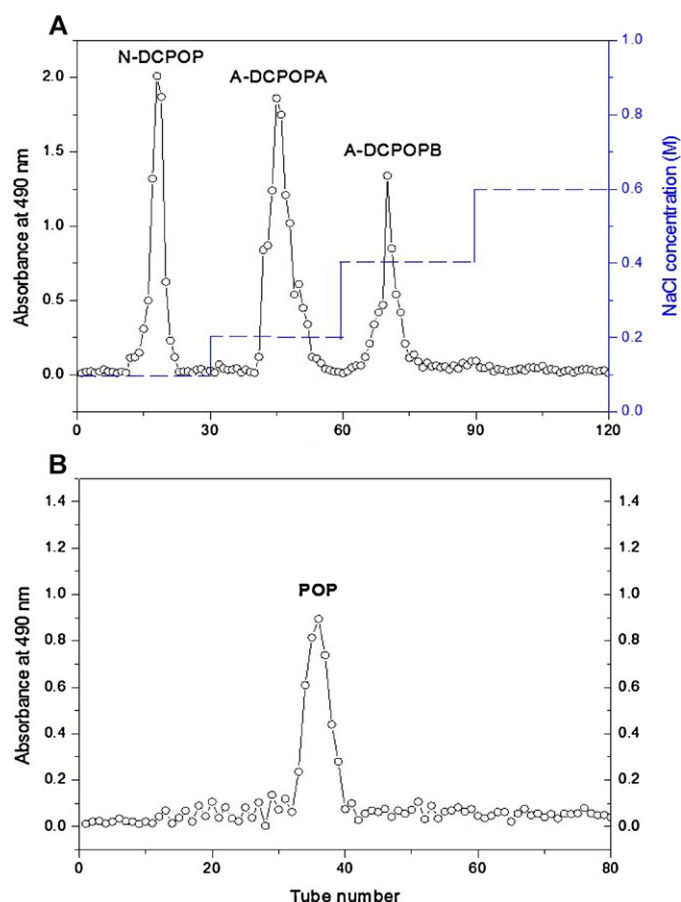 A
N-DCPOP
A-DCPOPA
A-DCPOPB
Absorbance at 490 nm
2.0
1.5
1.0
0.5
0.0
NaCl concentration (M)
1.0
0.8
0.6
0.4
0.2
0.0
0 30 60 90 120
B
POP
Absorbance at 490 nm
1.4
1.2
1.0
0.8
0.6
0.4
0.2
0.0
1.4
1.2
1.0
0.8
0.6
0.4
0.2
0.0
0 20 40 60 80
Tube number